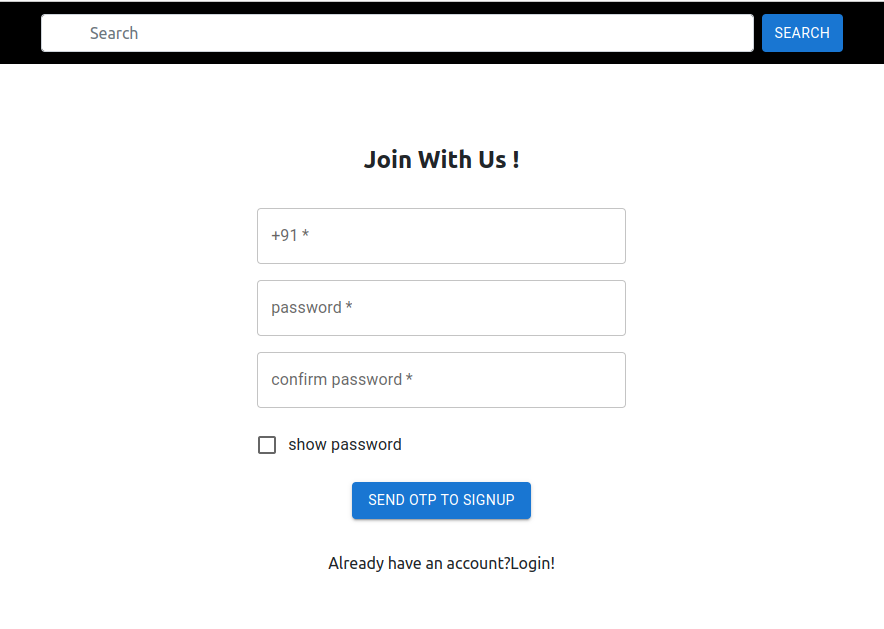 Search SEARCH
Join With Us !
+91 *
password *
confirm password *
show password
SEND OTP TO SIGNUP
Already have an account?Login!